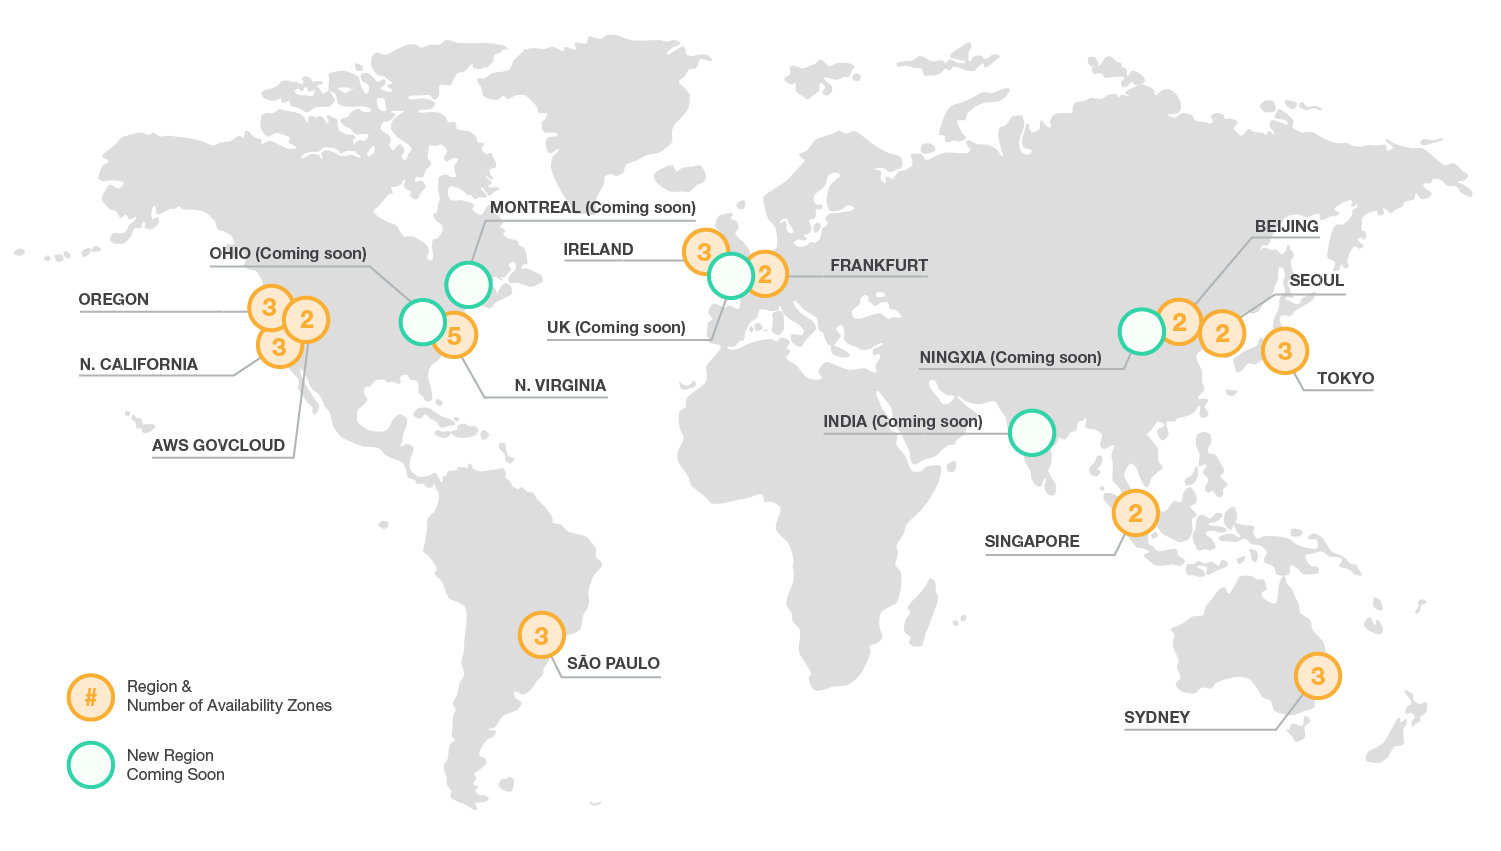 MONTREAL (Coming soon)
BEIJING
IRELAND
3
OHIO (Coming soon)
FRANKFURT
2
SEOUL
OREGON
3
2
2
2
UK (Coming soon)
5
3
3
N. CALIFORNIA
NINGXIA (Coming soon)
TOKYO
N. VIRGINIA
INDIA (Coming soon)
AWS GOVCLOUD
2
SINGAPORE
3
SÃO PAULO
3
SYDNEY
#
Region &
Number of Availability Zones
New Region
Coming Soon